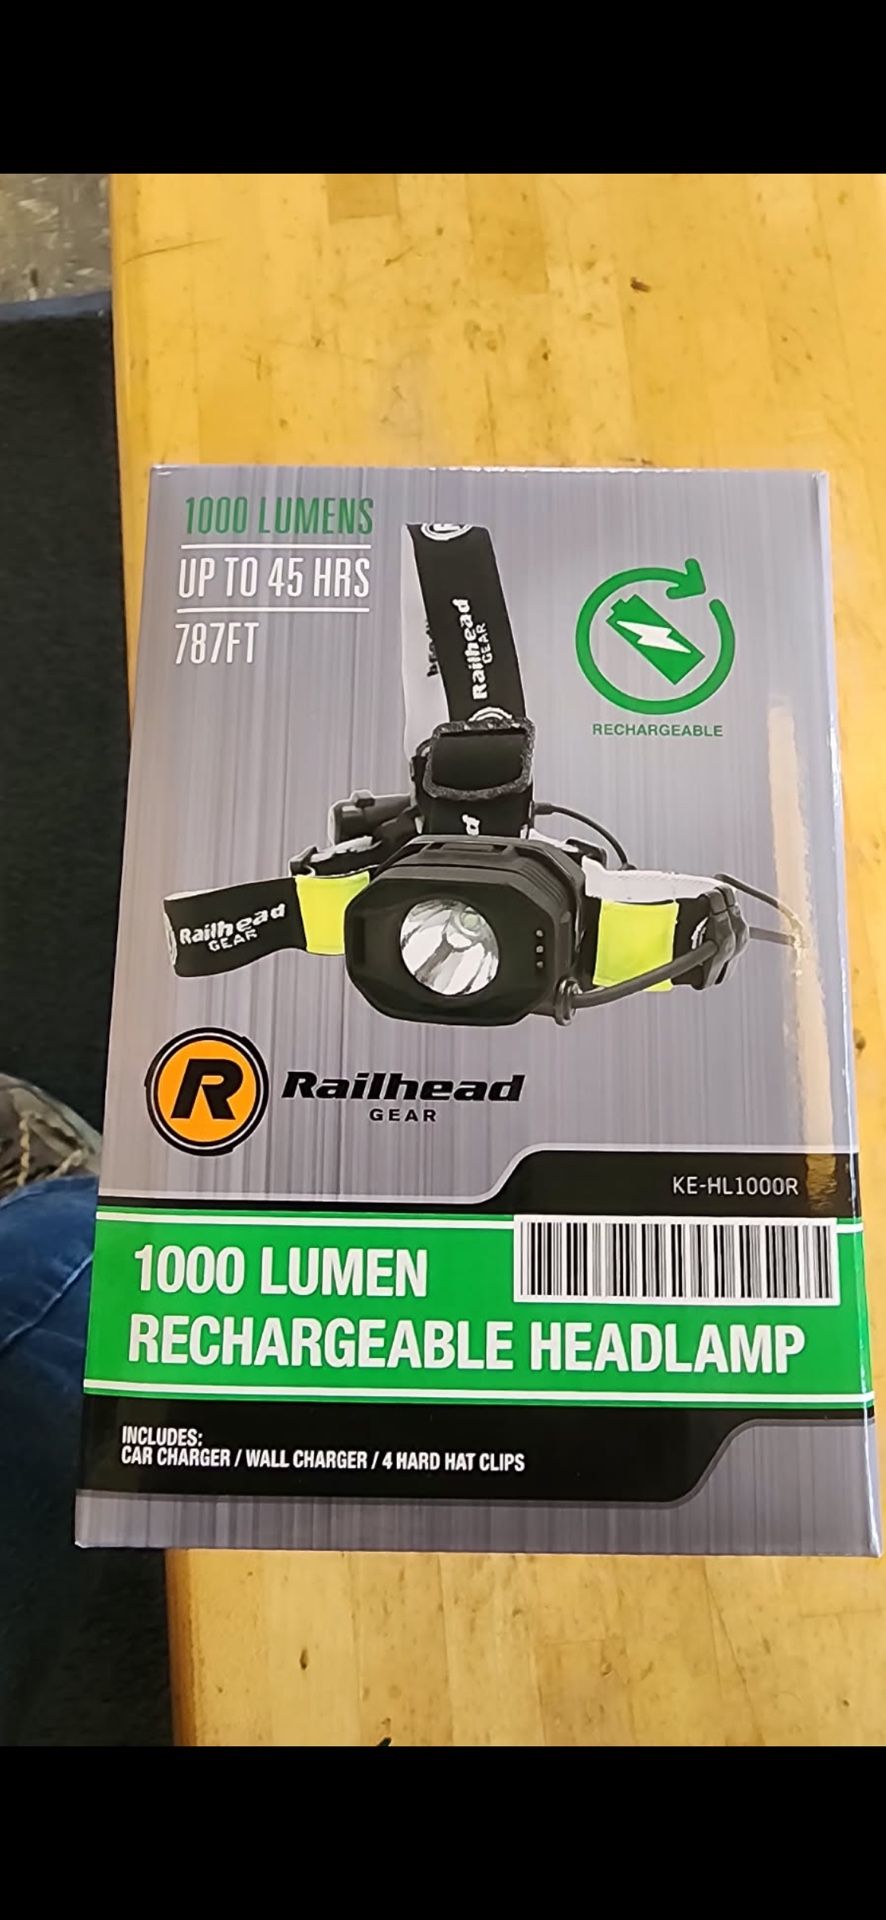 1000 LUMENS
UP TO 45 HRS
787FT
Railhead
GEAR
RECHARGEABLE
Railhead
GEAR
R Railhead
GEAR
KE-HL1000R
1000 LUMEN
RECHARGEABLE HEADLAMP
INCLUDES:
CAR CHARGER / WALL CHARGER / 4 HARD HAT CLIPS